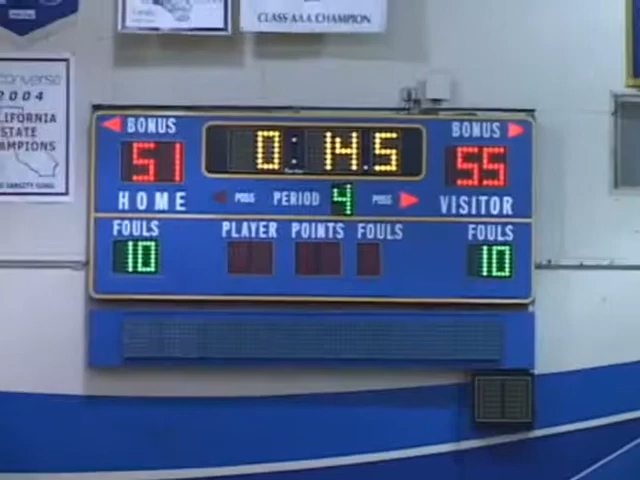 CLASS AAA CHAMPION
converse
2004
CALIFORNIA
STATE
CHAMPIONS
BONUS
BONUS
51
0:14.5
55
HOME
POSS
PERIOD
4
POSS
VISITOR
FOULS
PLAYER
POINTS
FOULS
FOULS
10
10